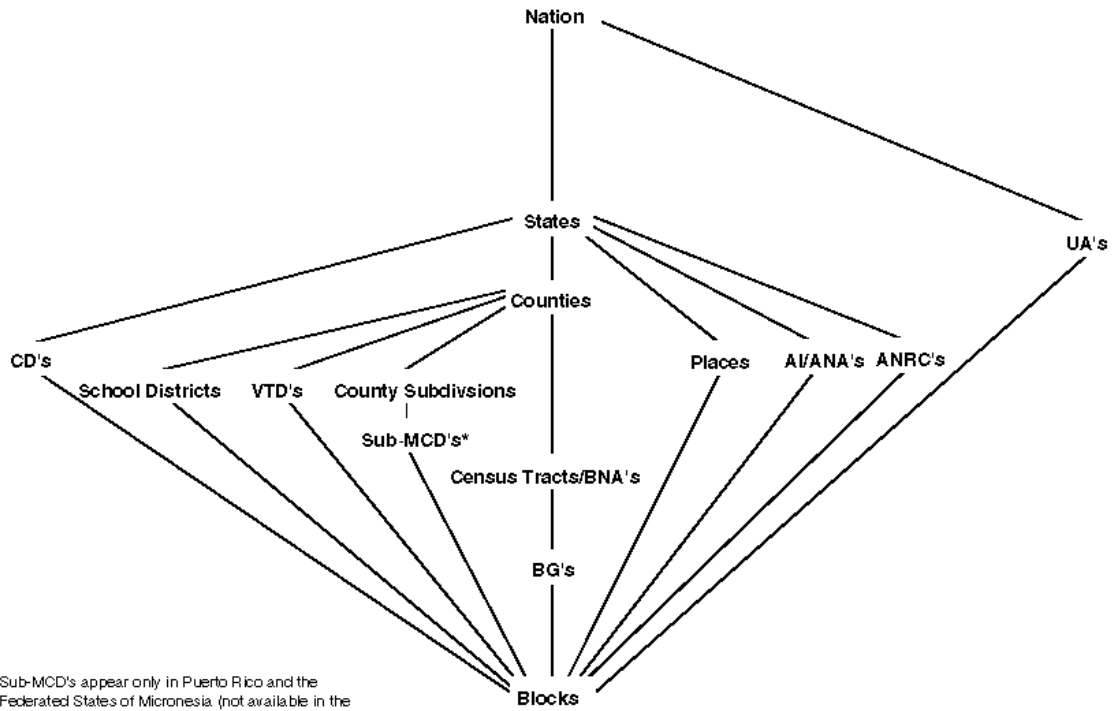 Nation
States
UA's
Counties
CD's
Places
AI/ANA's
ANRC's
School Districts
VTD's
County Subdivsions
Sub-MCD's*
Census Tracts/BNA's
BG's
Blocks
Sub-MCD's appear only in Puerto Rico and the
Federated States of Micronesia (not available in the